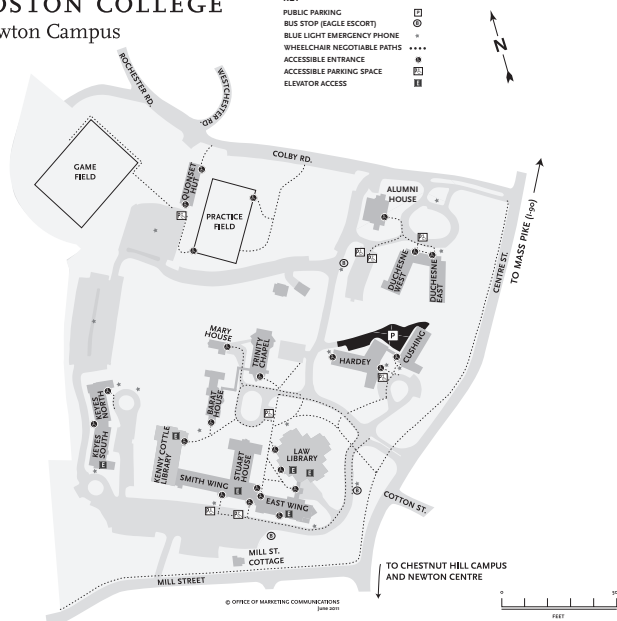 OSTON COLLEGE
wton Campus
PUBLIC PARKING P
BUS STOP (EAGLE ESCORT) B
BLUE LIGHT EMERGENCY PHONE
WHEELCHAIR NEGOTIABLE PATHS
ACCESSIBLE ENTRANCE
ACCESSIBLE PARKING SPACE
ELEVATOR ACCESS E
N
ROCHESTER RD.
WESTCHESTER RD.
COLBY RD.
GAME
FIELD
QUONSET
HUT
PRACTICE
FIELD
ALUMNI
HOUSE
DUCHESNE
WEST
DUCHESNE
EAST
CENTRE ST.
TO MASS PIKE (I-90)
B
MARY
HOUSE
TRINITY
CHAPEL
P
HARDEY
CUSHING
BARAT
HOUSE
KEYES
NORTH
KEYES
SOUTH
E
KENNY COTTLE
LIBRARY
E
STUART
HOUSE
E
LAW
LIBRARY
E
E
SMITH WING
EAST WING
E
B
COTTON ST.
B
MILL ST.
COTTAGE
MILL STREET
TO CHESTNUT HILL CAMPUS
AND NEWTON CENTRE
© OFFICE OF MARKETING COMMUNICATIONS
June 2011
0
FEET